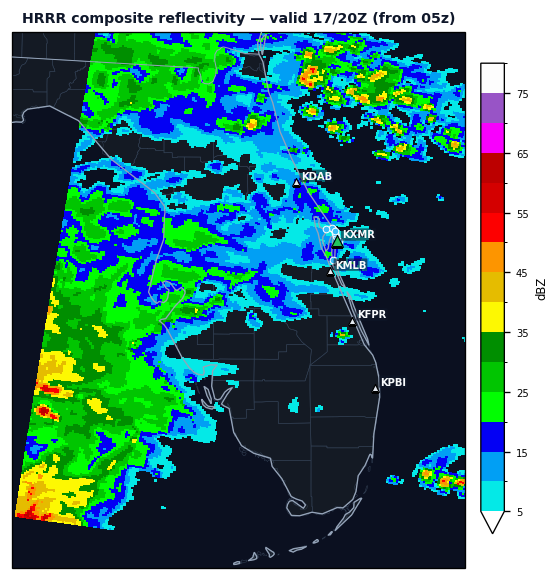 HRRR composite reflectivity — valid 17/20Z (from 05z)
KDAB
KXMR
KMLB
KFPR
KPBI
75
65
55
45
35
25
15
5
dBZ